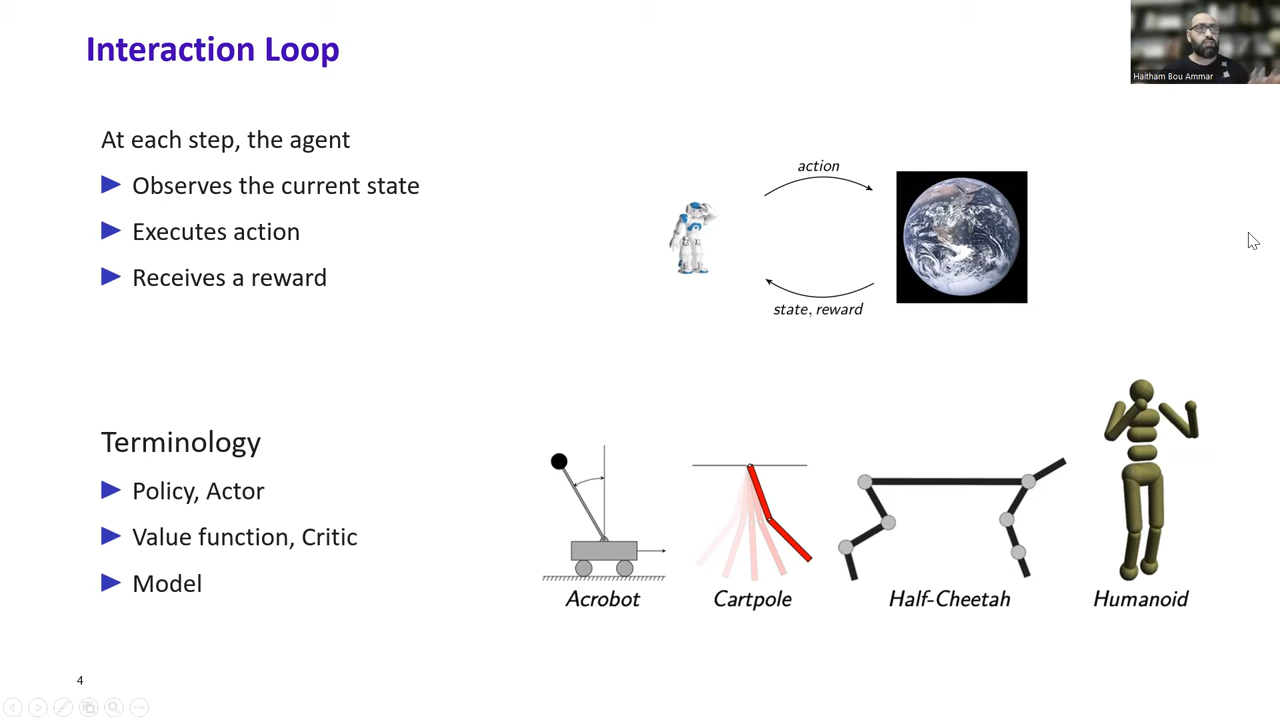 Interaction Loop
Haitham Bou Ammar
At each step, the agent
Observes the current state
Executes action
Receives a reward
action
state, reward
Terminology
Policy, Actor
Value function, Critic
Model
Acrobot
Cartpole
Half-Cheetah
Humanoid
4